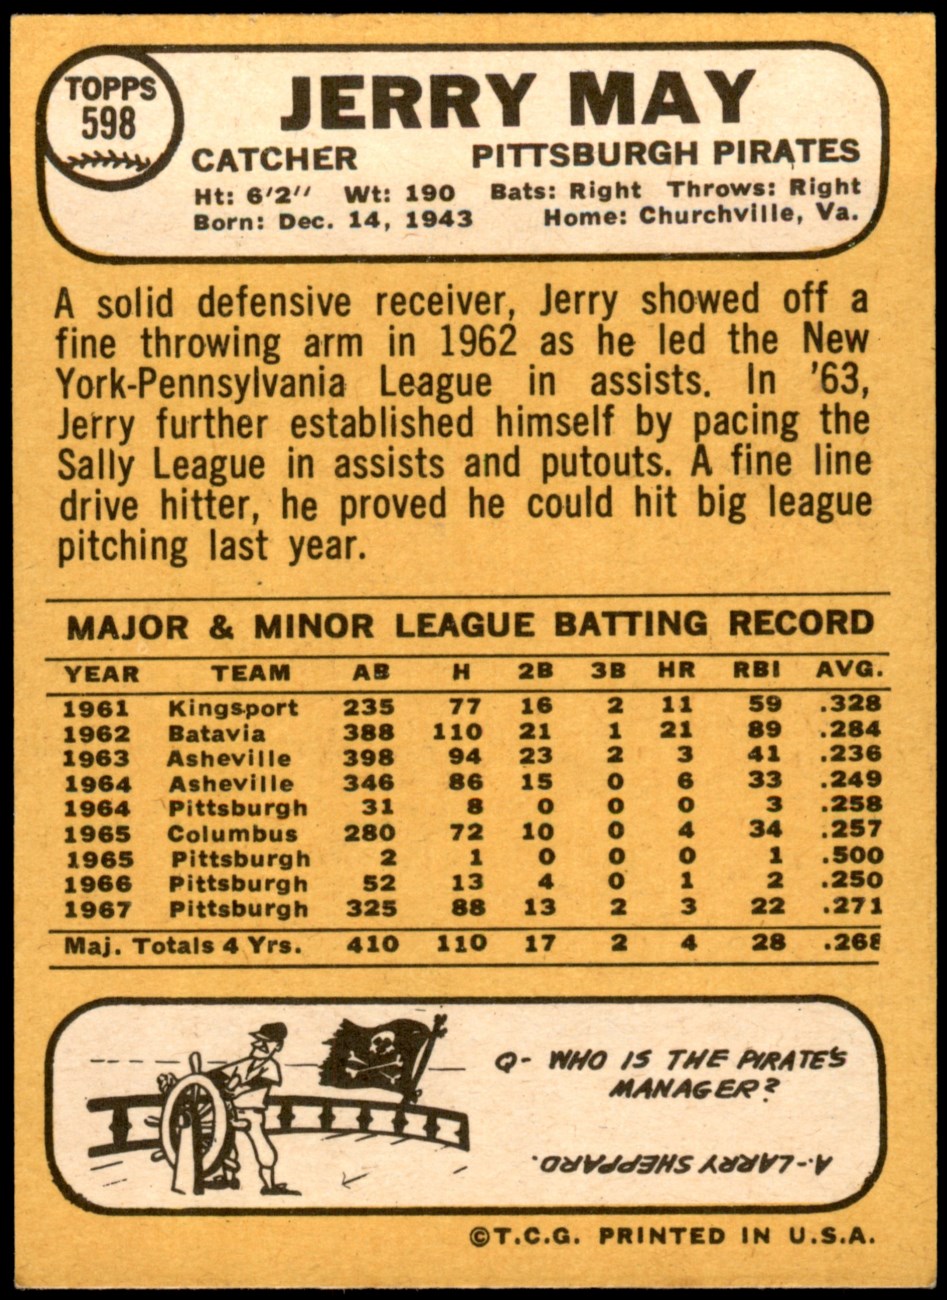 TOPPS
598
JERRY MAY
CATCHER PITTSBURGH PIRATES
Ht: 6'2" Wt: 190 Bats: Right Throws: Right
Born: Dec. 14, 1943 Home: Churchville, Va.
A solid defensive receiver, Jerry showed off a
fine throwing arm in 1962 as he led the New
York-Pennsylvania League in assists. In '63,
Jerry further established himself by pacing the
Sally League in assists and putouts. A fine line
drive hitter, he proved he could hit big league
pitching last year.
MAJOR & MINOR LEAGUE BATTING RECORD
YEAR TEAM AB H 2B 3B HR RBI AVG.
1961 Kingsport 235 77 16 2 11 59 .328
1962 Batavia 388 110 21 1 21 89 .284
1963 Asheville 398 94 23 2 3 41 .236
1964 Asheville 346 86 15 0 6 33 .249
1964 Pittsburgh 31 8 0 0 0 3 .258
1965 Columbus 280 72 10 0 4 34 .257
1965 Pittsburgh 2 1 0 0 0 1 .500
1966 Pittsburgh 52 13 4 0 1 2 .250
1967 Pittsburgh 325 88 13 2 3 22 .271
Maj. Totals 4 Yrs. 410 110 17 2 4 28 .268
Q- WHO IS THE PIRATE'S
MANAGER?
A- LARRY SHEPPARD.
©T.C.G. PRINTED IN U.S.A.